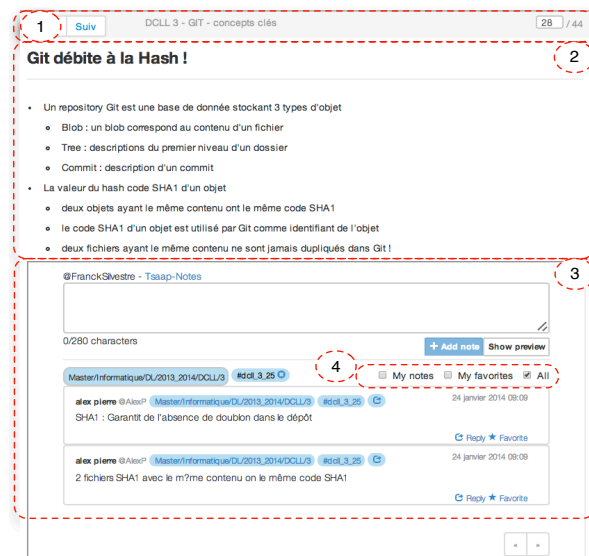 1 Suiv DCLL 3 - GIT - concepts clés 28 / 44
Git débite à la Hash ! 2
• Un repository Git est une base de donnée stockant 3 types d'objet
Blob : un blob correspond au contenu d'un fichier
Tree : descriptions du premier niveau d'un dossier
Commit : description d'un commit
• La valeur du hash code SHA1 d'un objet
deux objets ayant le même contenu ont le même code SHA1
le code SHA1 d'un objet est utilisé par Git comme identifiant de l'objet
deux fichiers ayant le même contenu ne sont jamais dupliqués dans Git !
3
@FranckSilvestre - Tsaap-Notes
0/280 characters
+ Add note Show preview
4
Master/Informatique/DL/2013_2014/DCLL/3 #dcll_3_25 My notes My favorites All
alex pierre @AlexP Master/Informatique/DL/2013_2014/DCLL/3 #dcll_3_25 24 janvier 2014 09:09
SHA1 : Garantit de l'absence de doublon dans le dépôt
Reply ★ Favorite
alex pierre @AlexP Master/Informatique/DL/2013_2014/DCLL/3 #dcll_3_25 24 janvier 2014 09:09
2 fichiers SHA1 avec le m?me contenu on le même code SHA1
Reply ★ Favorite
« »